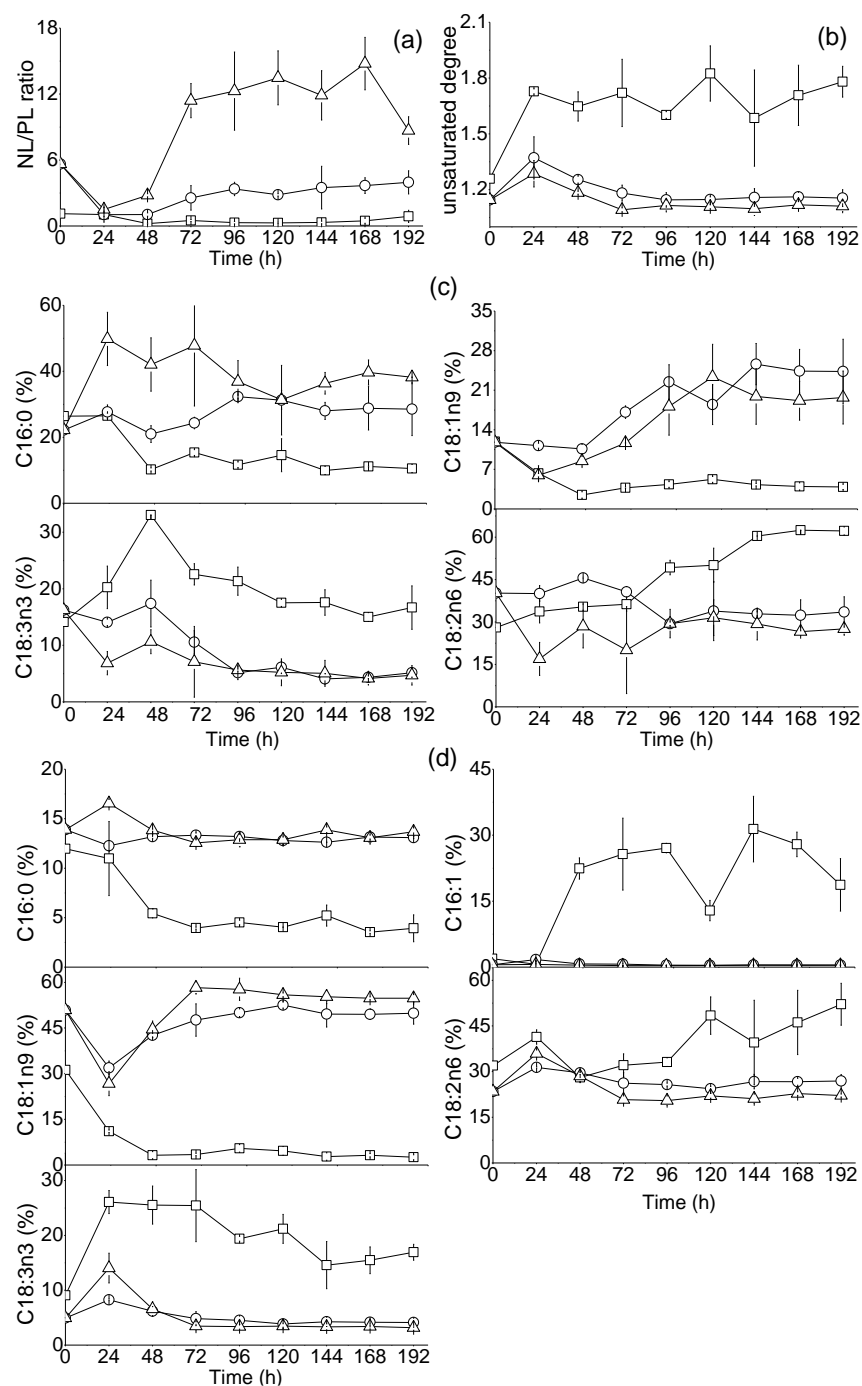 (a)
NL/PL ratio
18
12
6
0
0 24 48 72 96 120 144 168 192
Time (h)
(b)
unsaturated degree
2.1
1.8
1.5
1.2
0 24 48 72 96 120 144 168 192
Time (h)
(c)
C16:0 (%)
60
40
20
0
C18:3n3 (%)
30
20
10
0
0 24 48 72 96 120 144 168 192
Time (h)
C18:1n9 (%)
35
28
21
14
7
0
C18:2n6 (%)
60
45
30
15
0
0 24 48 72 96 120 144 168 192
Time (h)
(d)
C16:0 (%)
20
15
10
5
0
C18:1n9 (%)
60
45
30
15
0
C18:3n3 (%)
30
20
10
0
0 24 48 72 96 120 144 168 192
Time (h)
C16:1 (%)
45
30
15
0
C18:2n6 (%)
60
45
30
15
0
0 24 48 72 96 120 144 168 192
Time (h)